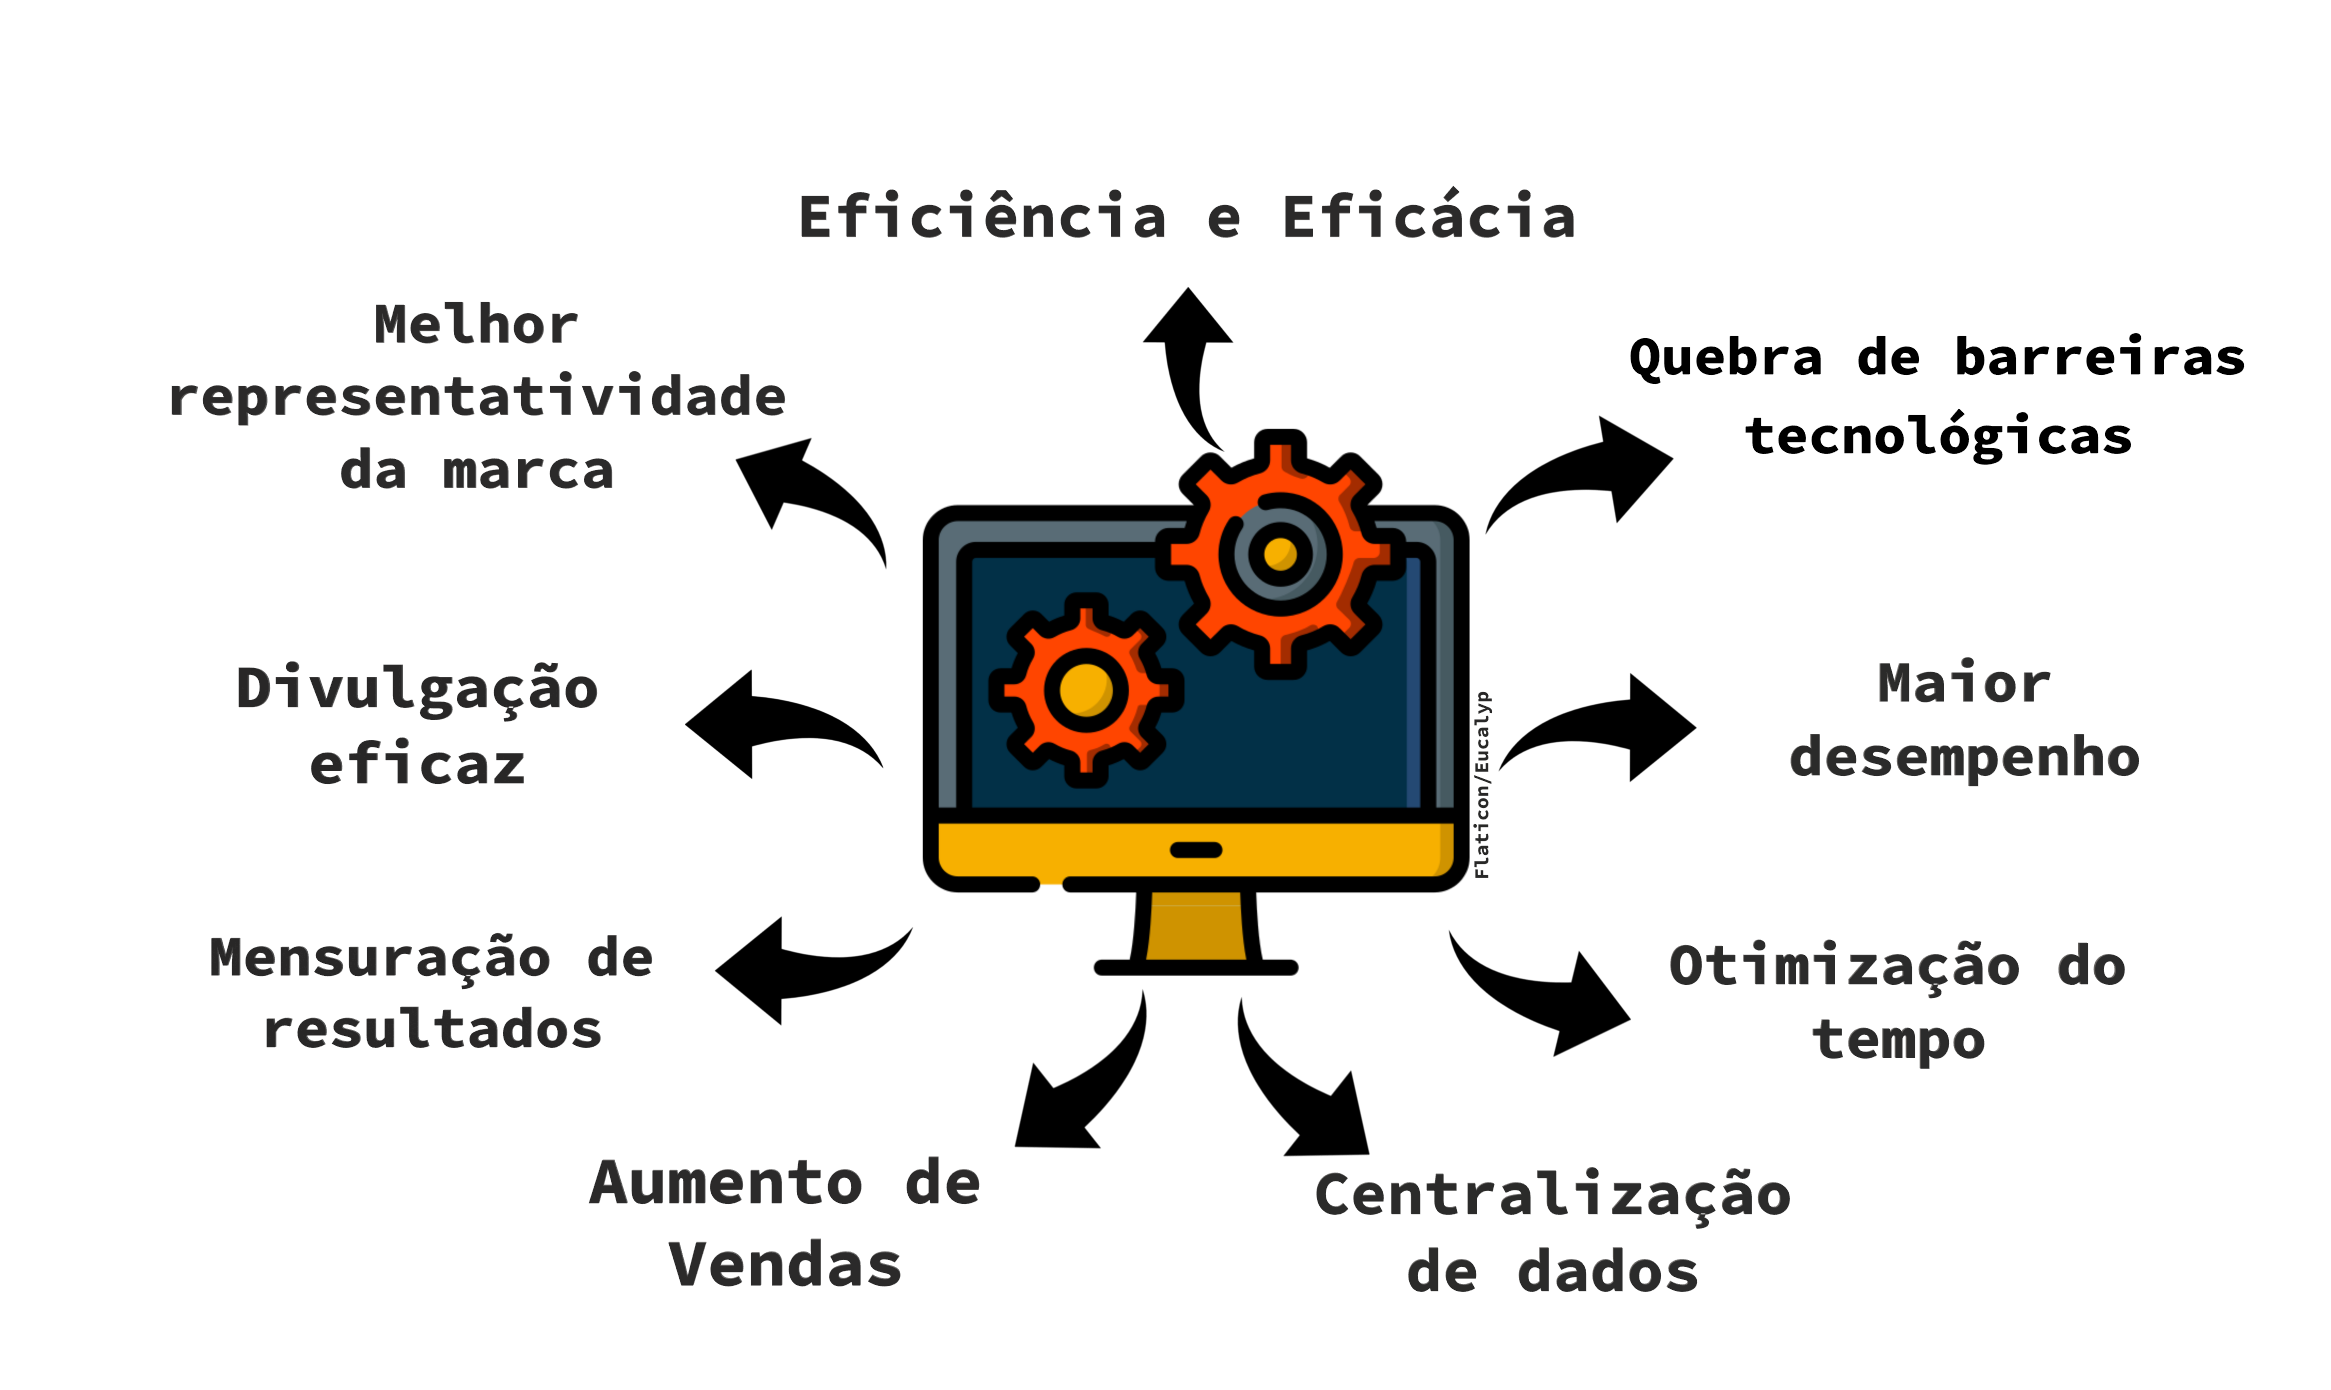 Eficiência e Eficácia
Melhor
representatividade
da marca
Quebra de barreiras
tecnológicas
Divulgação
eficaz
Maior
desempenho
Flaticon/Eucalyp
Mensuração de
resultados
Otimização do
tempo
Aumento de
Vendas
Centralização
de dados